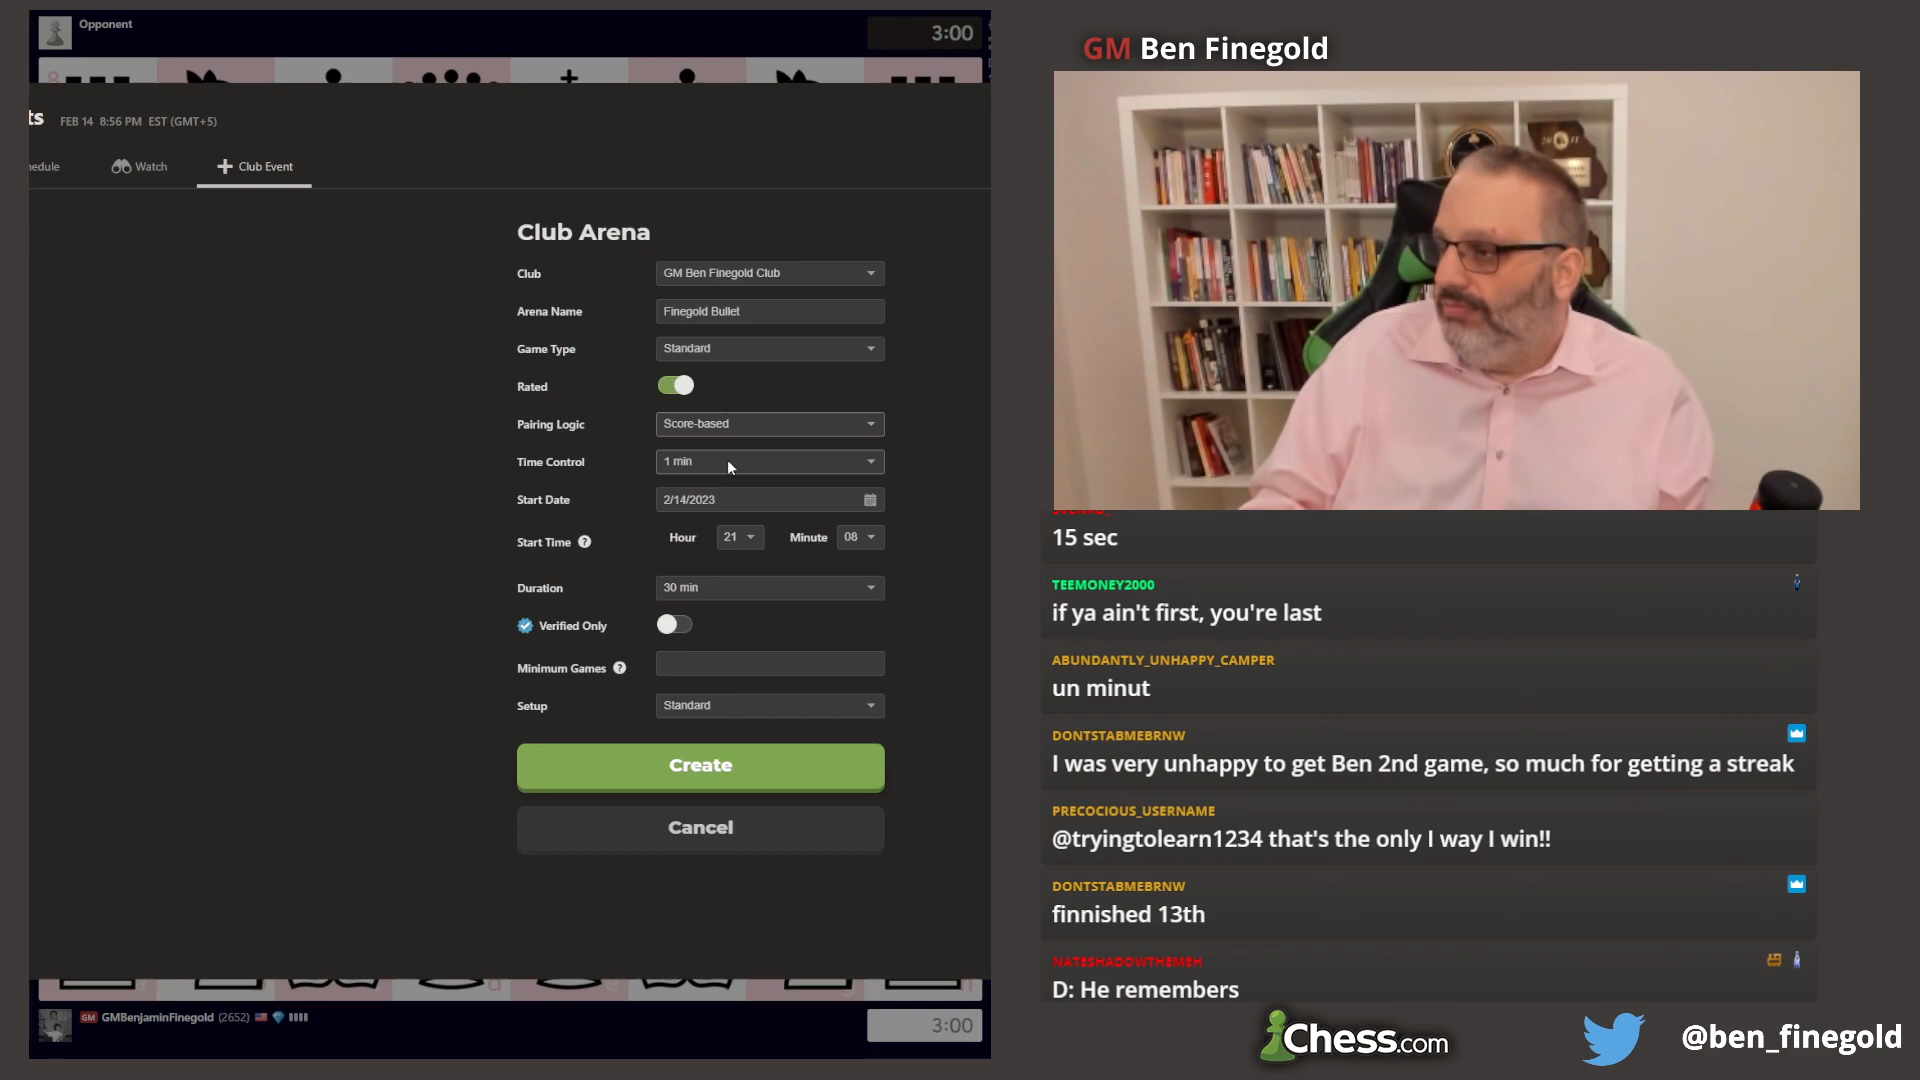 Opponent
3:00
GM Ben Finegold
ts FEB 14 8:56 PM EST (GMT+5)
hedule
Watch
Club Event
Club Arena
Club
GM Ben Finegold Club
Arena Name
Finegold Bullet
Game Type
Standard
Rated
Pairing Logic
Score-based
Time Control
1 min
Start Date
2/14/2023
Start Time ?
Hour
21
Minute
08
Duration
30 min
Verified Only
Minimum Games ?
Setup
Standard
Create
Cancel
GM GMBenjaminFinegold (2652)
3:00
15 sec
TEEMONEY2000
if ya ain't first, you're last
ABUNDANTLY_UNHAPPY_CAMPER
un minut
DONTSTABMEBRNW
I was very unhappy to get Ben 2nd game, so much for getting a streak
PRECOCIOUS_USERNAME
@tryingtolearn1234 that's the only I way I win!!
DONTSTABMEBRNW
finnished 13th
NATESHADOWTHEMEH
D: He remembers
Chess.com
@ben_finegold